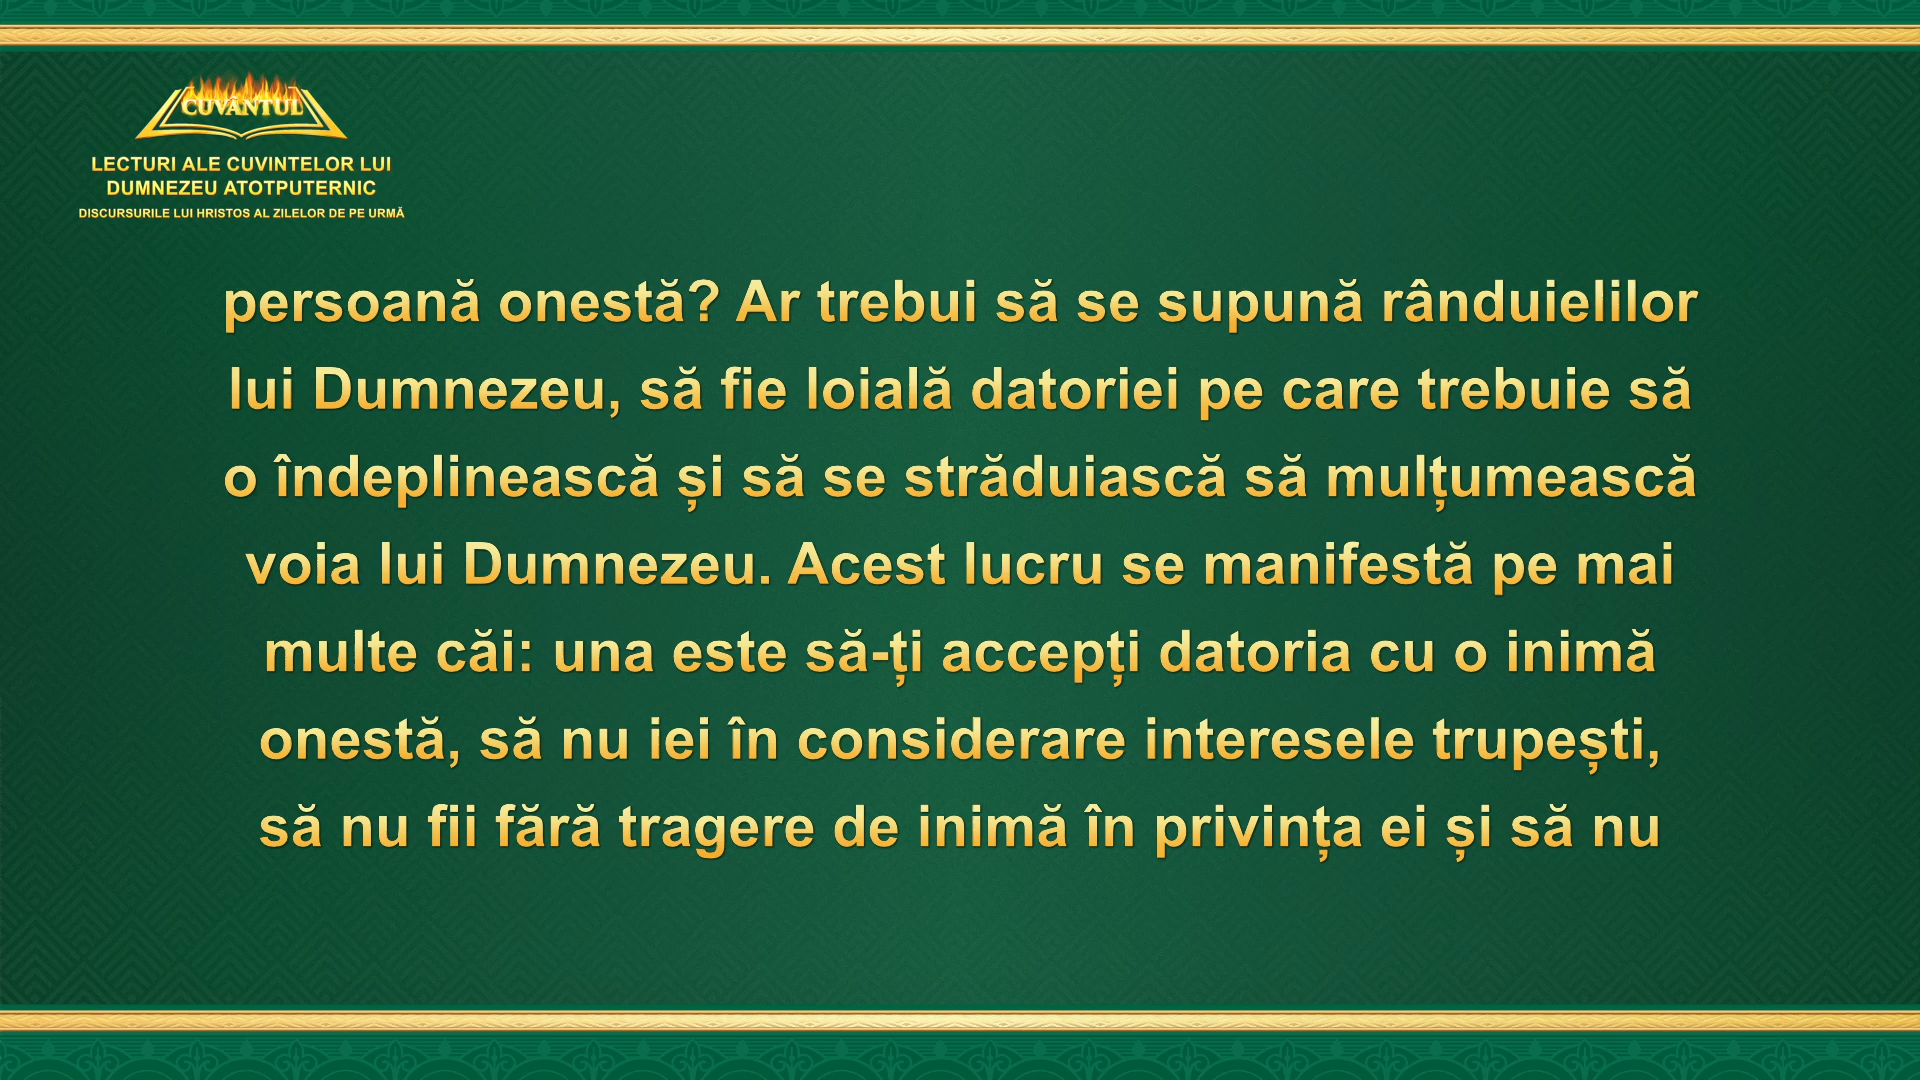 CUVÂNTUL
LECTURI ALE CUVINTELOR LUI
DUMNEZEU ATOTPUTERNIC
DISCURSURILE LUI HRISTOS AL ZILELOR DE PE URMĂ
persoană onestă? Ar trebui să se supună rânduielilor
lui Dumnezeu, să fie loială datoriei pe care trebuie să
o îndeplinească și să se străduiască să mulțumească
voia lui Dumnezeu. Acest lucru se manifestă pe mai
multe căi: una este să-ți accepți datoria cu o inimă
onestă, să nu iei în considerare interesele trupești,
să nu fii fără tragere de inimă în privința ei și să nu